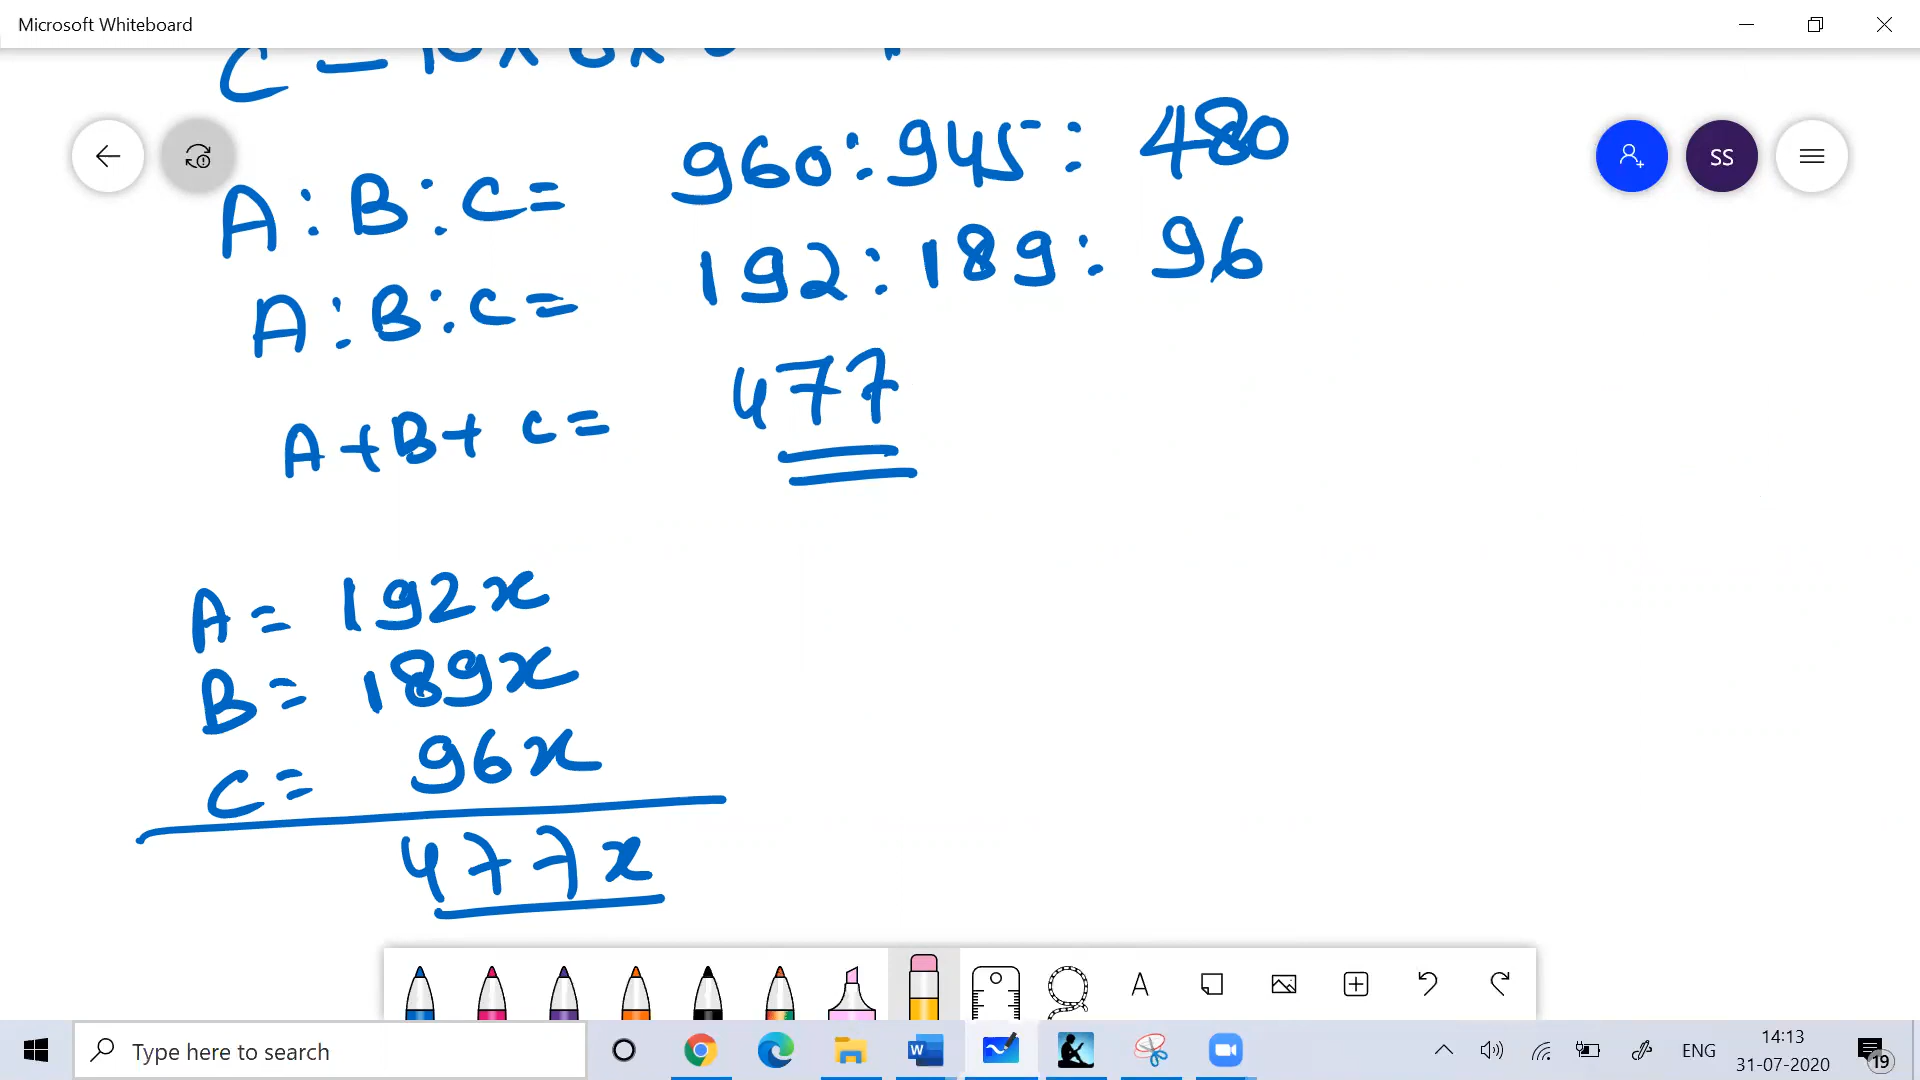 Microsoft Whiteboard
SS
A:B:C= 960:945: 480
A:B:C= 192:189: 96
A+B+C= 477
A= 192x
B= 189x
C= 96x
477x
A
Type here to search
W
ENG
14:13
31-07-2020
19